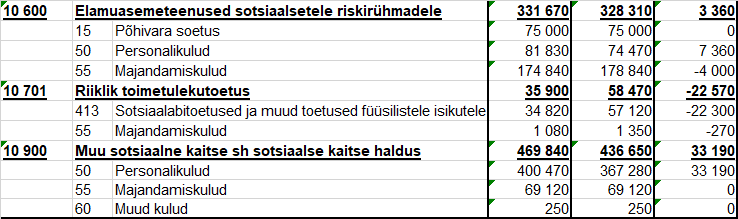 10 600 Elamuasemeteenused sotsiaalsetele riskirühmadele 331 670 328 310 3 360
15 Põhivara soetus 75 000 75 000 0
50 Personalikulud 81 830 74 470 7 360
55 Majandamiskulud 174 840 178 840 -4 000
10 701 Riiklik toimetulekutoetus 35 900 58 470 -22 570
413 Sotsiaalabitoetused ja muud toetused füüsilistele isikutele 34 820 57 120 -22 300
55 Majandamiskulud 1 080 1 350 -270
10 900 Muu sotsiaalne kaitse sh sotsiaalse kaitse haldus 469 840 436 650 33 190
50 Personalikulud 400 470 367 280 33 190
55 Majandamiskulud 69 120 69 120 0
60 Muud kulud 250 250 0